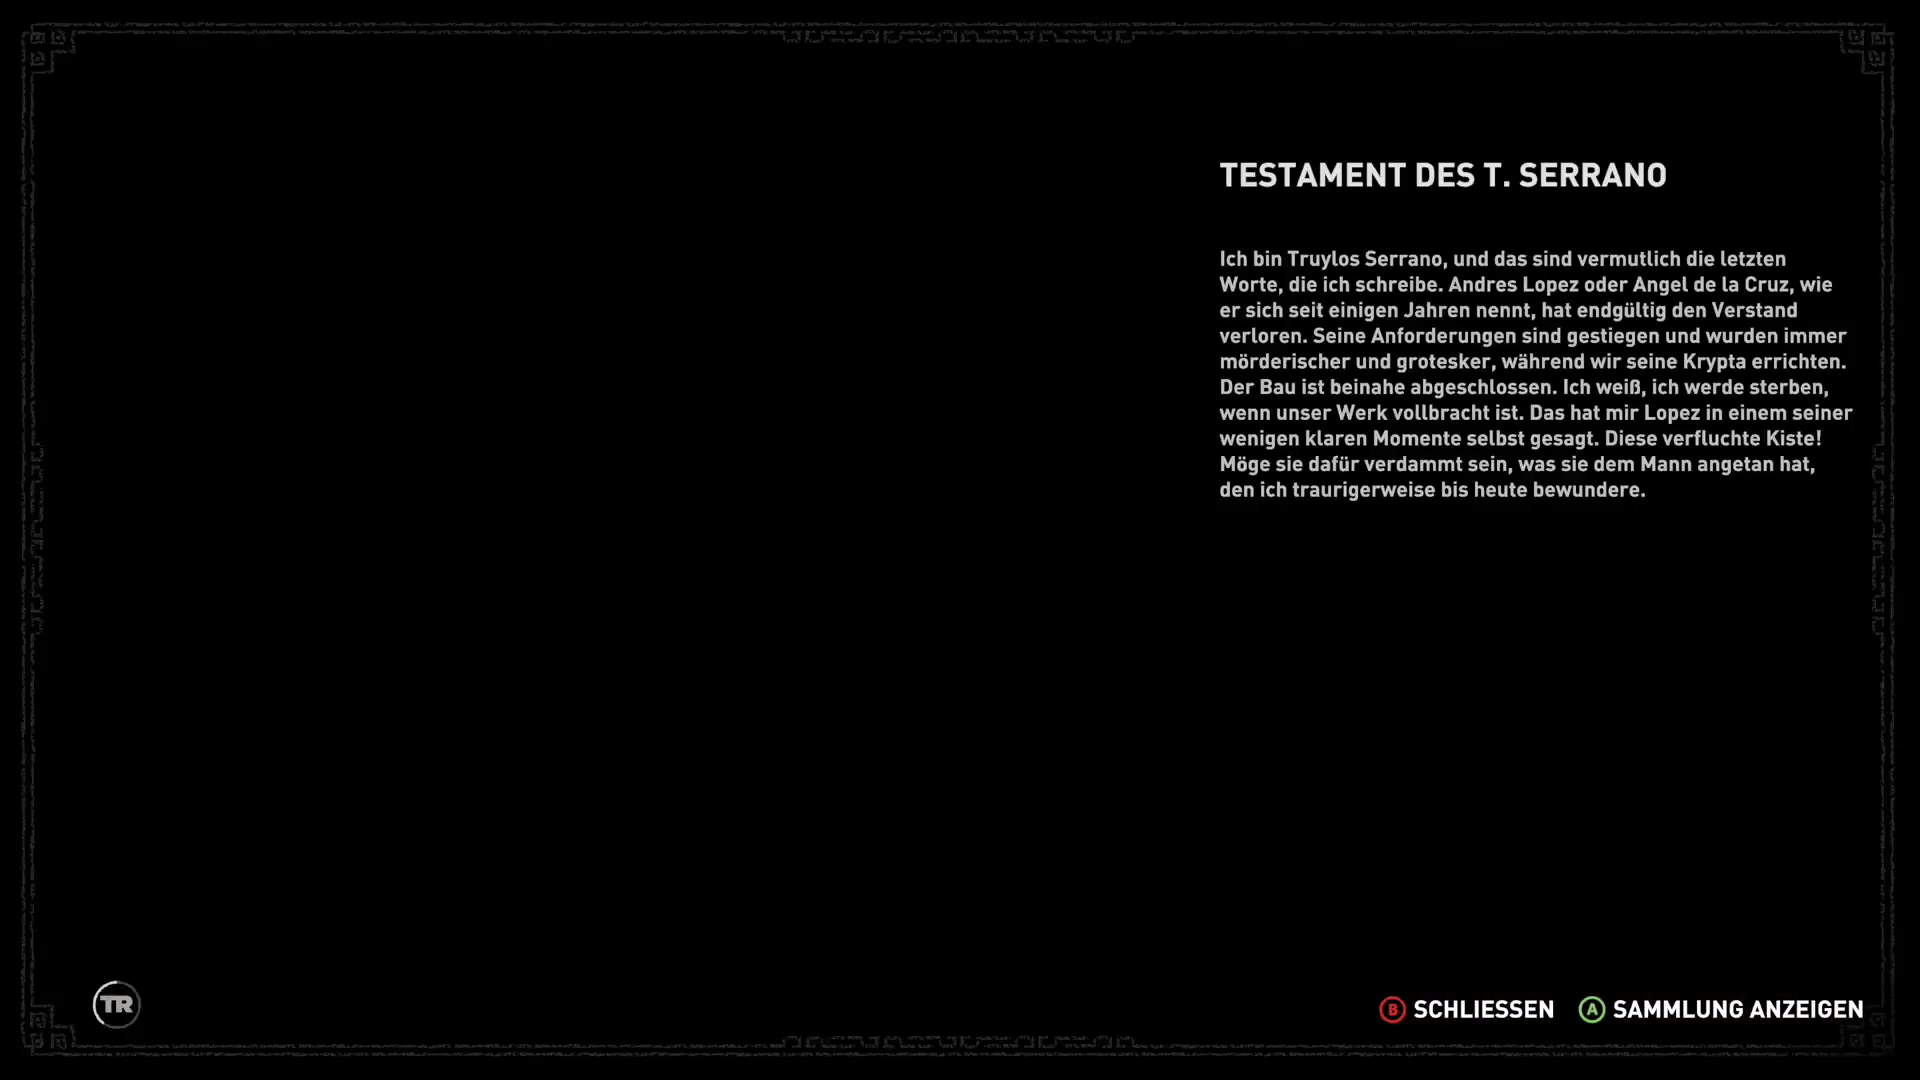 TESTAMENT DES T. SERRANO
Ich bin Truylos Serrano, und das sind vermutlich die letzten
Worte, die ich schreibe. Andres Lopez oder Angel de la Cruz, wie
er sich seit einigen Jahren nennt, hat endgültig den Verstand
verloren. Seine Anforderungen sind gestiegen und wurden immer
mörderischer und grotesker, während wir seine Krypta errichten.
Der Bau ist beinahe abgeschlossen. Ich weiß, ich werde sterben,
wenn unser Werk vollbracht ist. Das hat mir Lopez in einem seiner
wenigen klaren Momente selbst gesagt. Diese verfluchte Kiste!
Möge sie dafür verdammt sein, was sie dem Mann angetan hat,
den ich traurigerweise bis heute bewundere.
TR
B SCHLIESSEN A SAMMLUNG ANZEIGEN